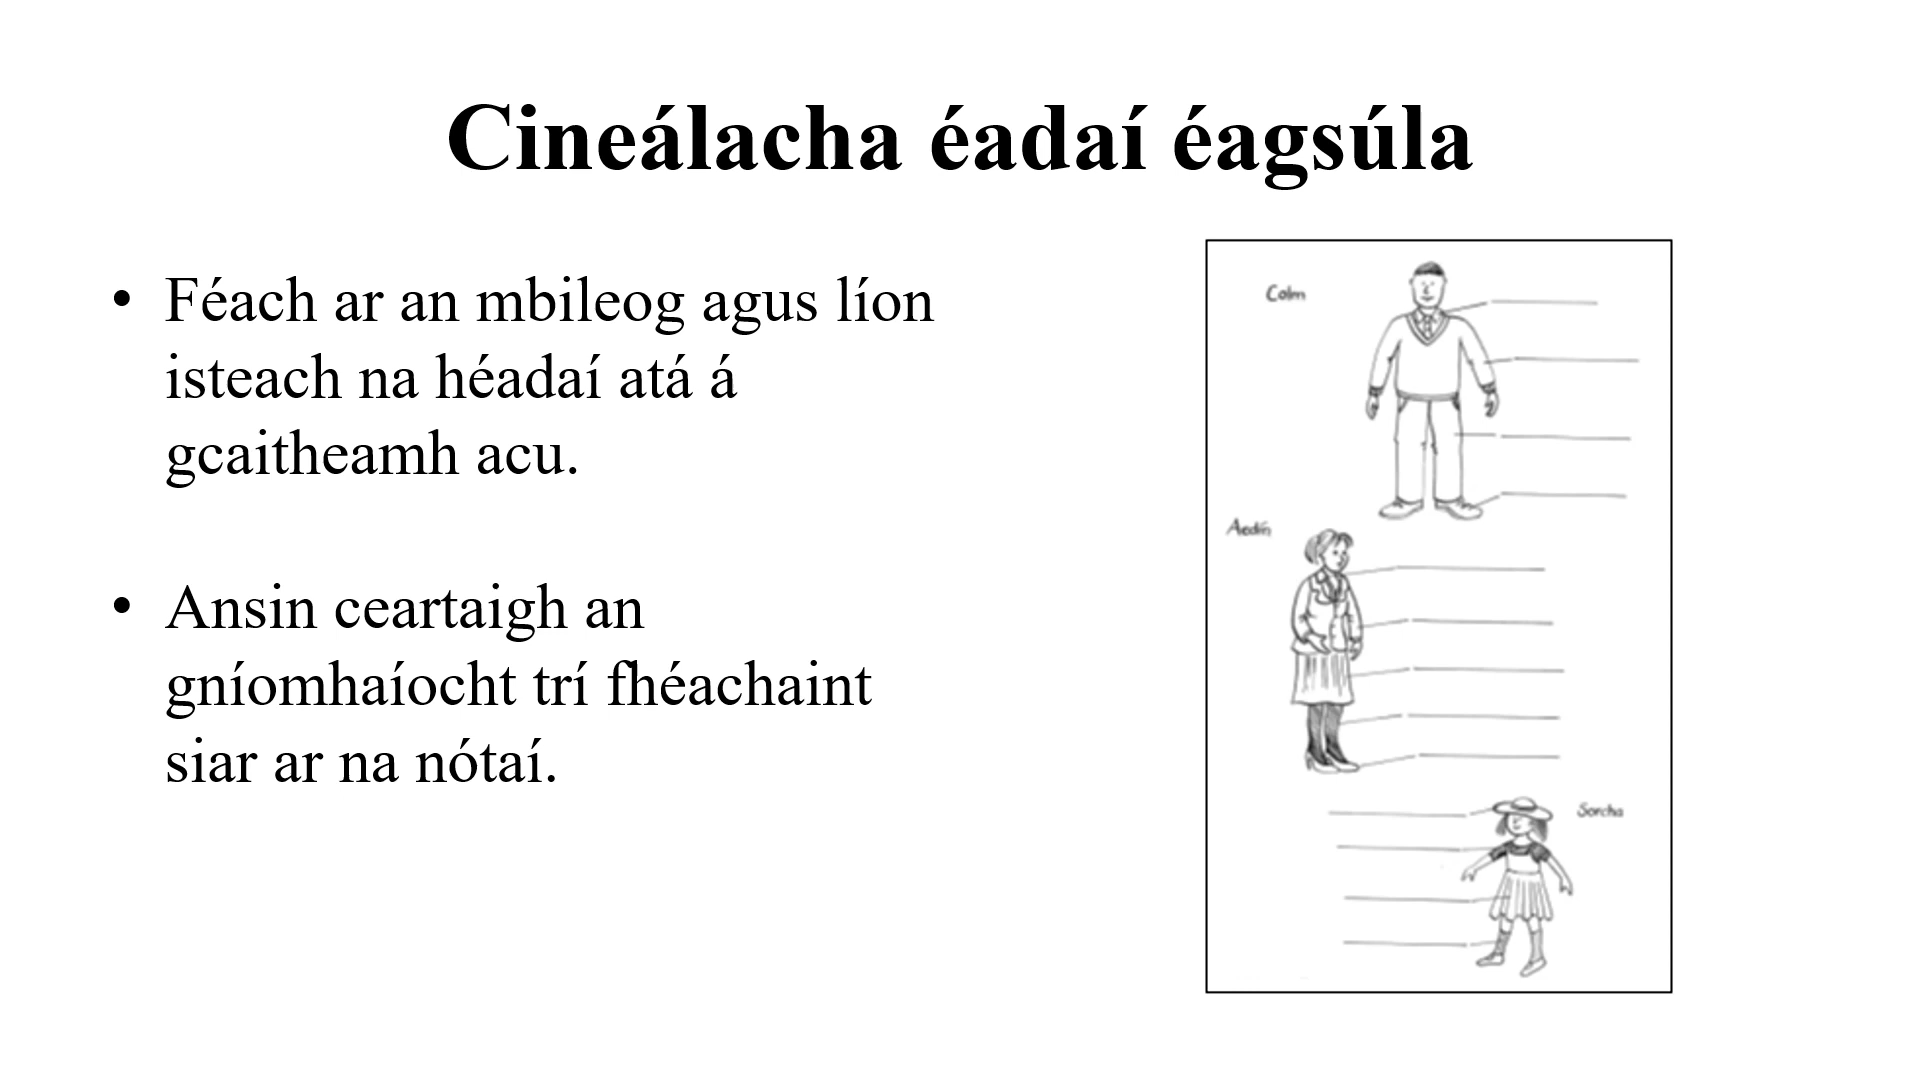 Cineálacha éadaí éagsúla
• Féach ar an mbileog agus líon
isteach na héadaí atá á
gcaitheamh acu.
• Ansin ceartaigh an
gníomhaíocht trí fhéachaint
siar ar na nótaí.
Colm
Aedín
Sorcha